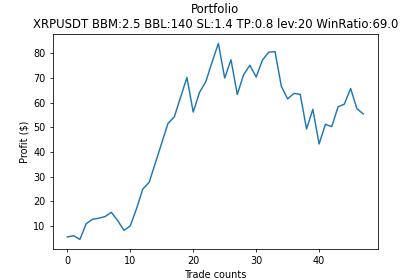 Portfolio
XRPUSDT BBM:2.5 BBL:140 SL:1.4 TP:0.8 lev:20 WinRatio:69.0
80
70
60
50
40
30
20
10
Profit ($)
0 10 20 30 40
Trade counts